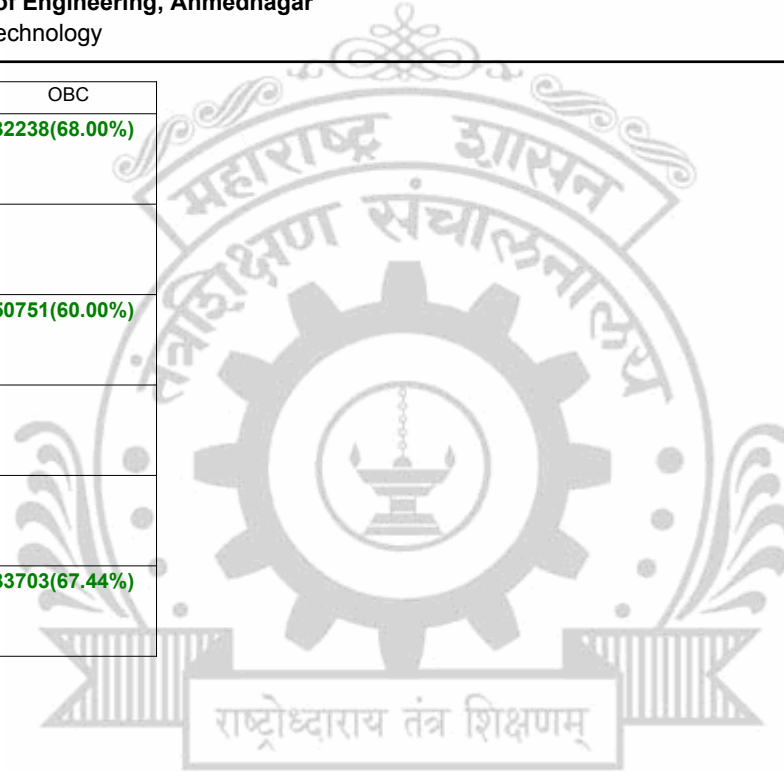 of Engineering, Ahmednagar
echnology
OBC
32238(68.00%)
50751(60.00%)
33703(67.44%)
महाराष्ट्र शासन
तंत्रशिक्षण संचालनालय
राष्ट्रोध्दाराय तंत्र शिक्षणम्